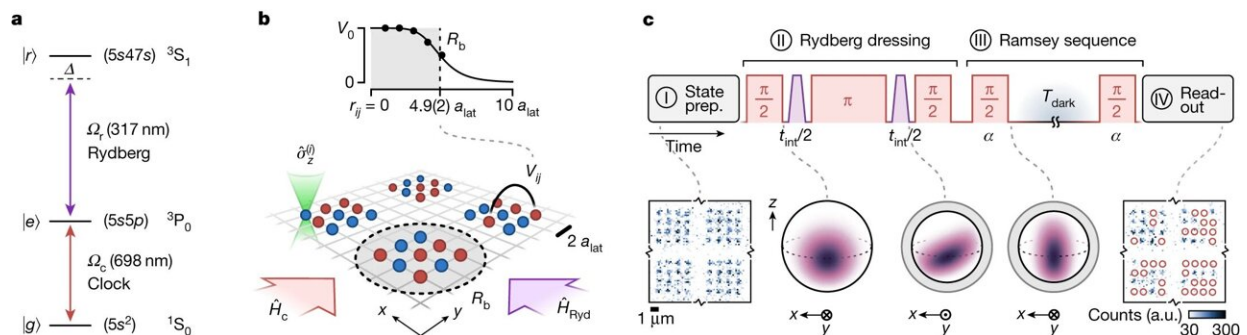 a
|r⟩ (5s47s) ³S₁
Δ
Ω_r (317 nm)
Rydberg
|e⟩ (5s5p) ³P₀
Ω_c (698 nm)
Clock
|g⟩ (5s²) ¹S₀
b
V₀
R_b
0
r_ij = 0 4.9(2) a_lat 10 a_lat
σ̂_z^(i)
V_ij
2 a_lat
R_b
Ĥ_c
x y
Ĥ_Ryd
c
II Rydberg dressing III Ramsey sequence
I State prep.
π/2 π π/2 π/2 T_dark π/2
IV Read-out
Time
t_int/2 t_int/2 α α
z
1 μm
x y x y x y
Counts (a.u.)
30 300